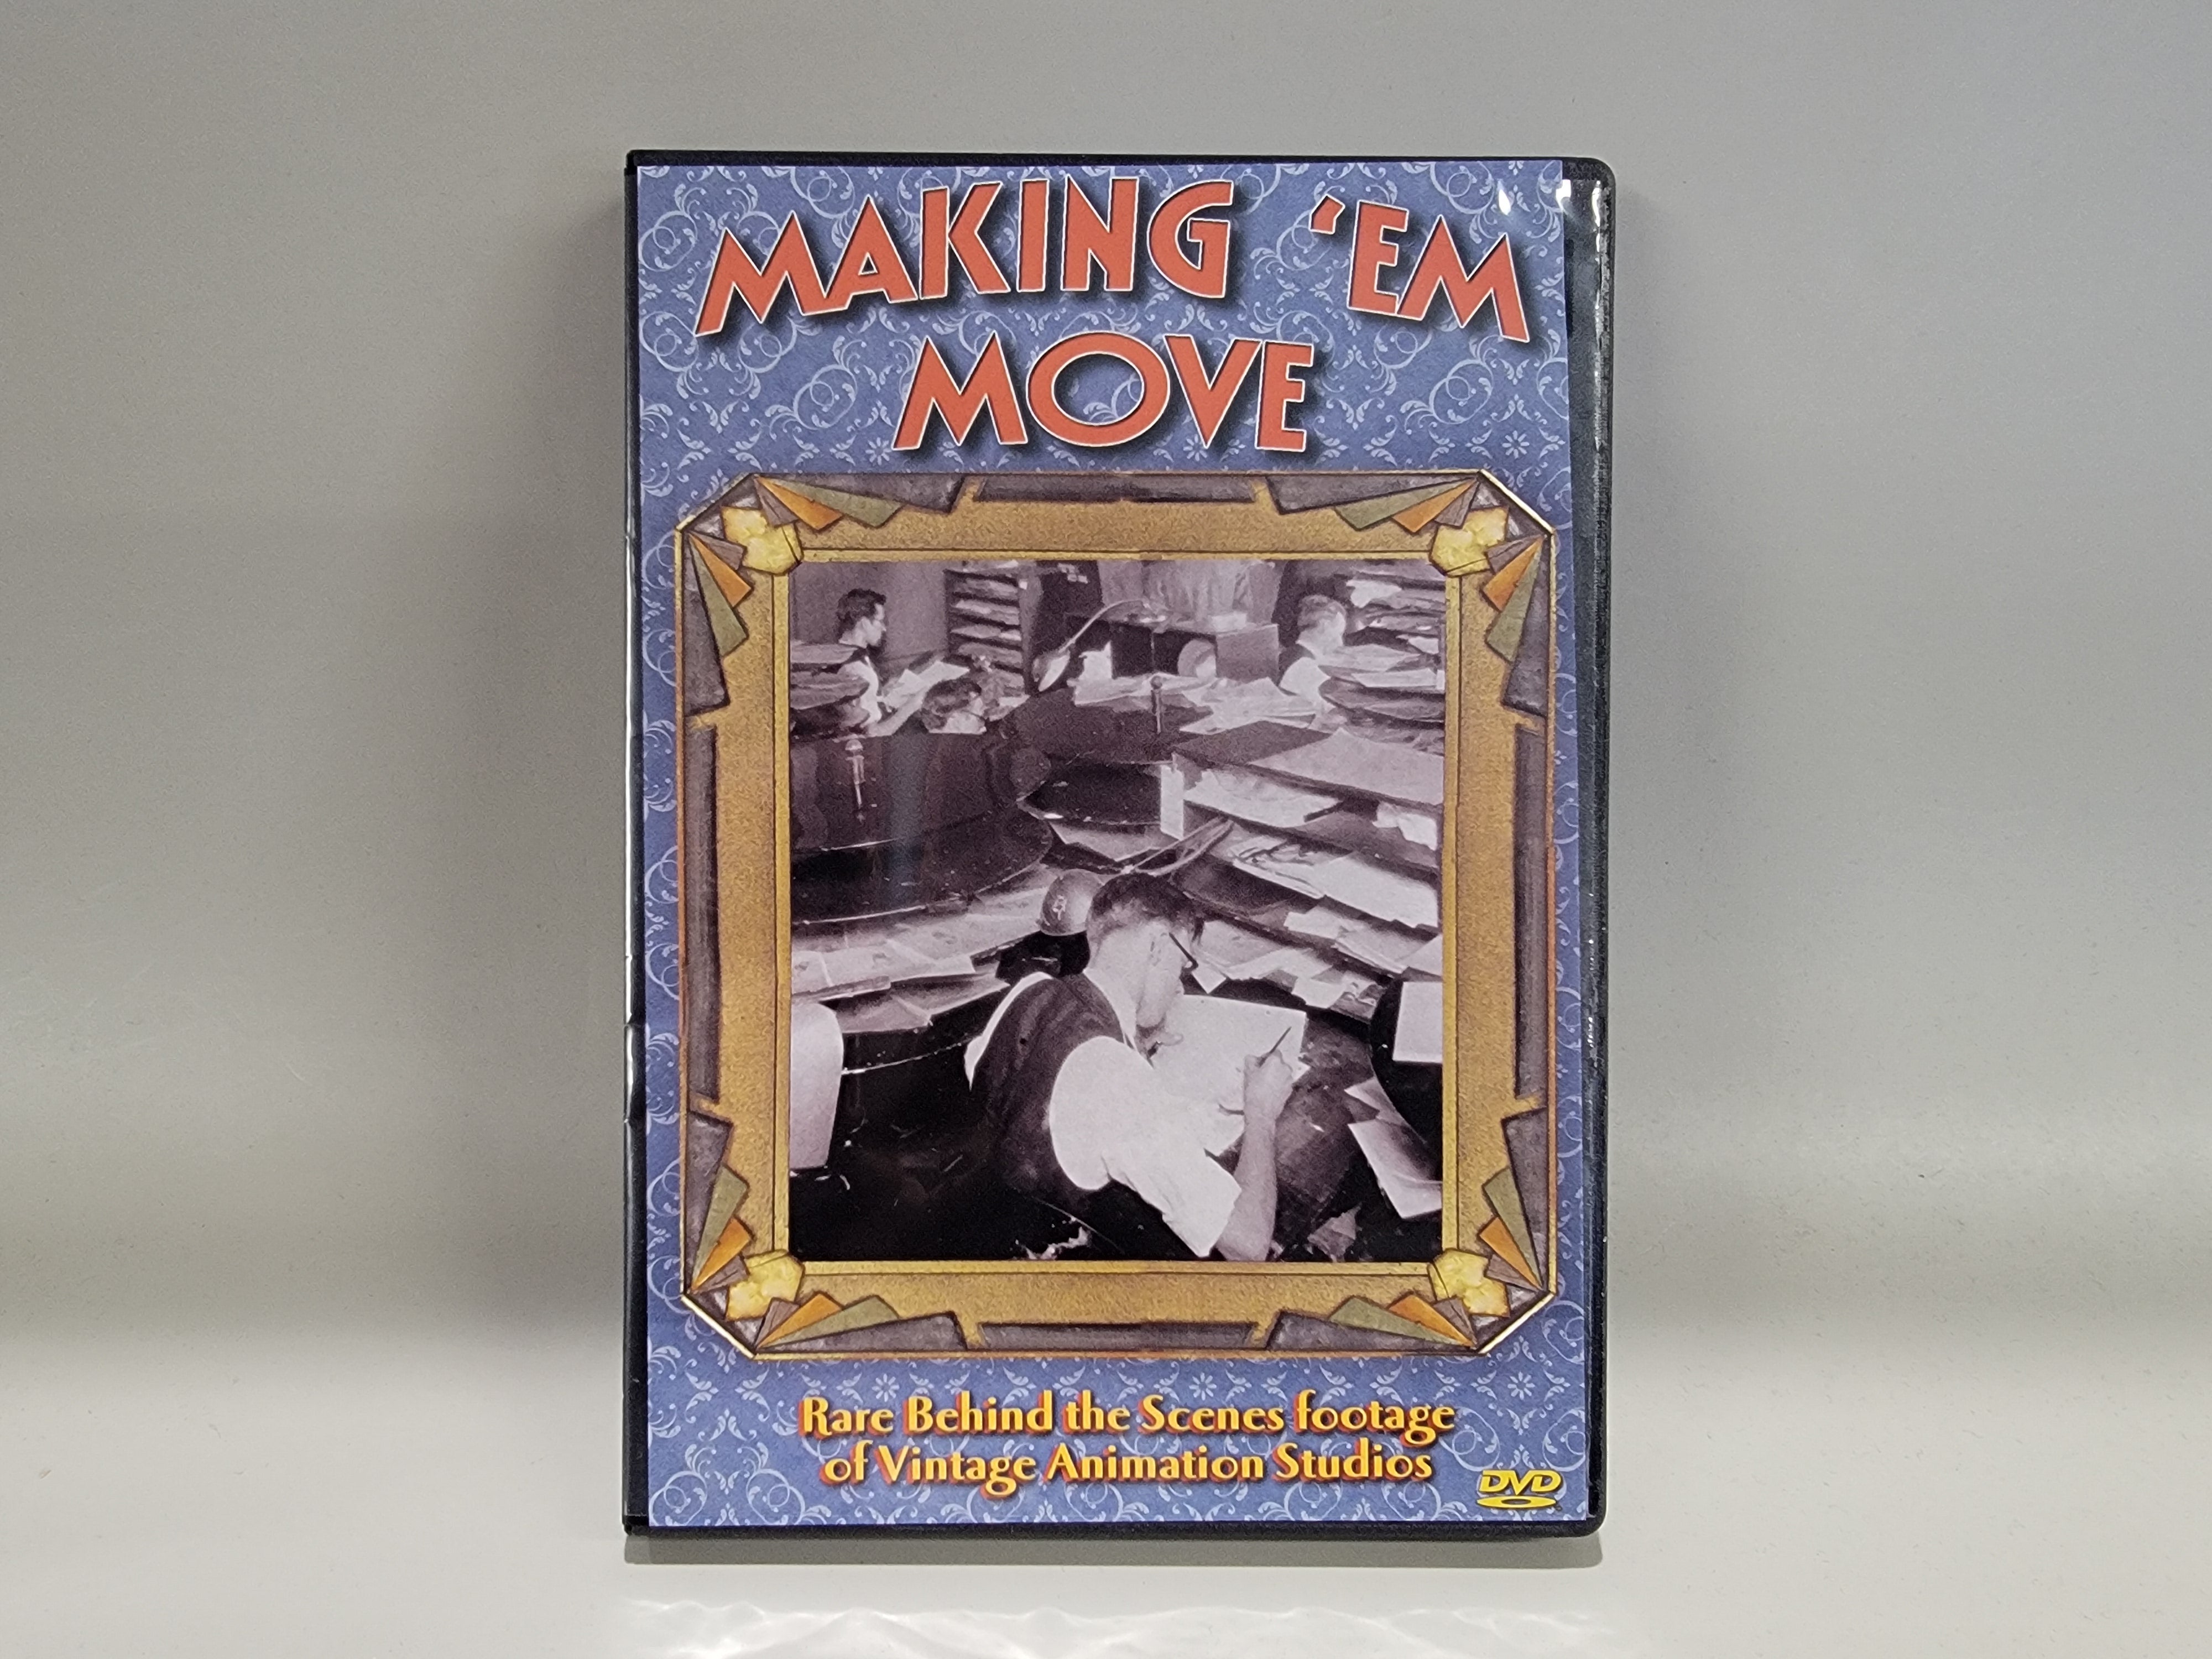 MAKING 'EM
MOVE
Rare Behind the Scenes footage
of Vintage Animation Studios
DVD